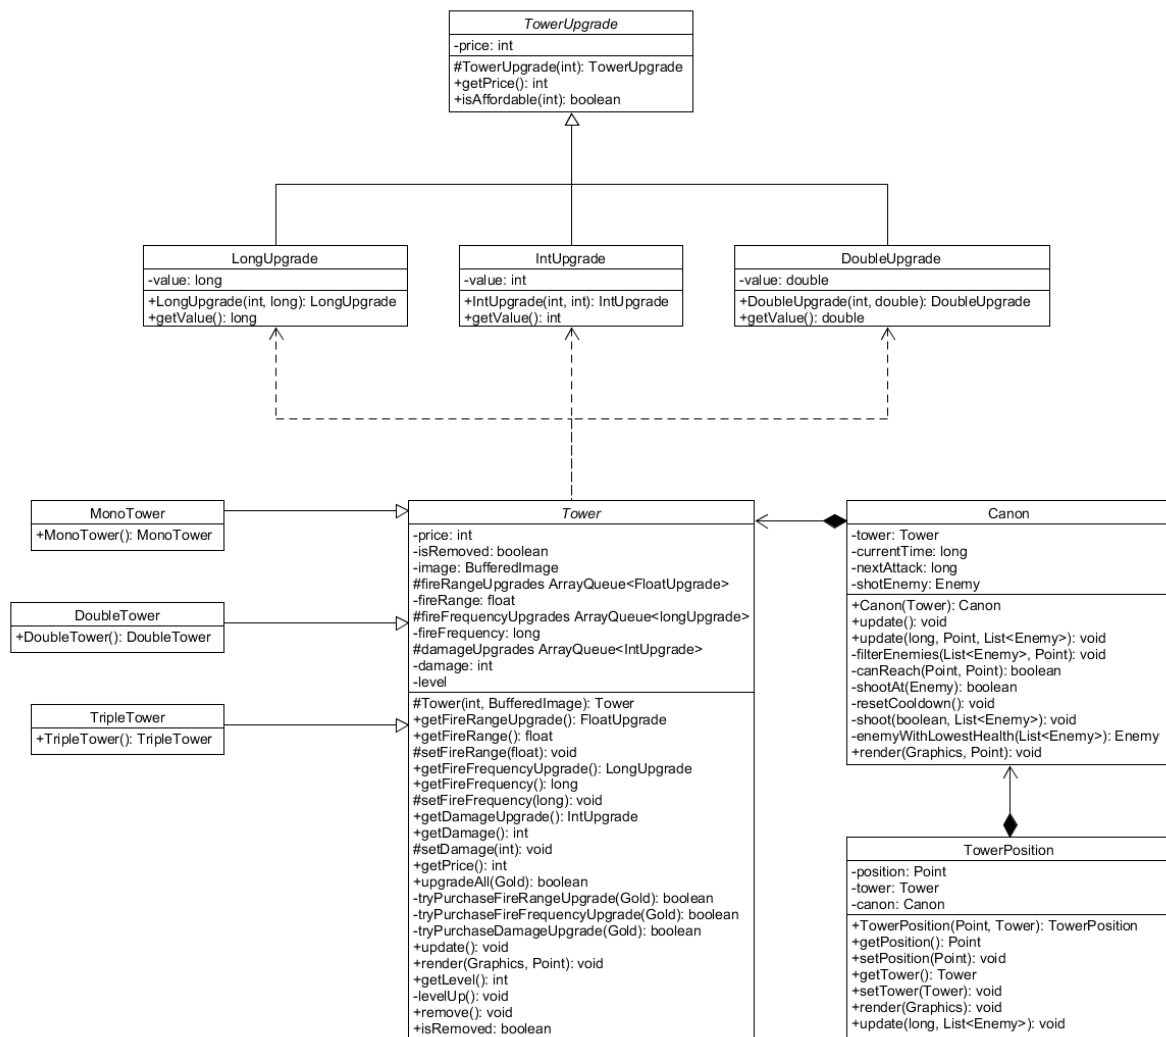 TowerUpgrade
-price: int
#TowerUpgrade(int): TowerUpgrade
+getPrice(): int
+isAffordable(int): boolean
LongUpgrade
-value: long
+LongUpgrade(int, long): LongUpgrade
+getValue(): long
IntUpgrade
-value: int
+IntUpgrade(int, int): IntUpgrade
+getValue(): int
DoubleUpgrade
-value: double
+DoubleUpgrade(int, double): DoubleUpgrade
+getValue(): double
MonoTower
+MonoTower(): MonoTower
DoubleTower
+DoubleTower(): DoubleTower
TripleTower
+TripleTower(): TripleTower
Tower
-price: int
-isRemoved: boolean
-image: BufferedImage
#fireRangeUpgrades ArrayQueue<FloatUpgrade>
-fireRange: float
#fireFrequencyUpgrades ArrayQueue<longUpgrade>
-fireFrequency: long
#damageUpgrades ArrayQueue<IntUpgrade>
-damage: int
-level
#Tower(int, BufferedImage): Tower
+getFireRangeUpgrade(): FloatUpgrade
+getFireRange(): float
#setFireRange(float): void
+getFireFrequencyUpgrade(): LongUpgrade
+getFireFrequency(): long
#setFireFrequency(long): void
+getDamageUpgrade(): IntUpgrade
+getDamage(): int
#setDamage(int): void
+getPrice(): int
+upgradeAll(Gold): boolean
-tryPurchaseFireRangeUpgrade(Gold): boolean
-tryPurchaseFireFrequencyUpgrade(Gold): boolean
-tryPurchaseDamageUpgrade(Gold): boolean
+update(): void
+render(Graphics, Point): void
+getLevel(): int
-levelUp(): void
+remove(): void
+isRemoved: boolean
Canon
-tower: Tower
-currentTime: long
-nextAttack: long
-shotEnemy: Enemy
+Canon(Tower): Canon
+update(): void
+update(long, Point, List<Enemy>): void
-filterEnemies(List<Enemy>, Point): void
-canReach(Point, Point): boolean
-shootAt(Enemy): boolean
-resetCooldown(): void
-shoot(boolean, List<Enemy>): void
-enemyWithLowestHealth(List<Enemy>): Enemy
+render(Graphics, Point): void
TowerPosition
-position: Point
-tower: Tower
-canon: Canon
+TowerPosition(Point, Tower): TowerPosition
+getPosition(): Point
+setPosition(Point): void
+getTower(): Tower
+setTower(Tower): void
+render(Graphics): void
+update(long, List<Enemy>): void